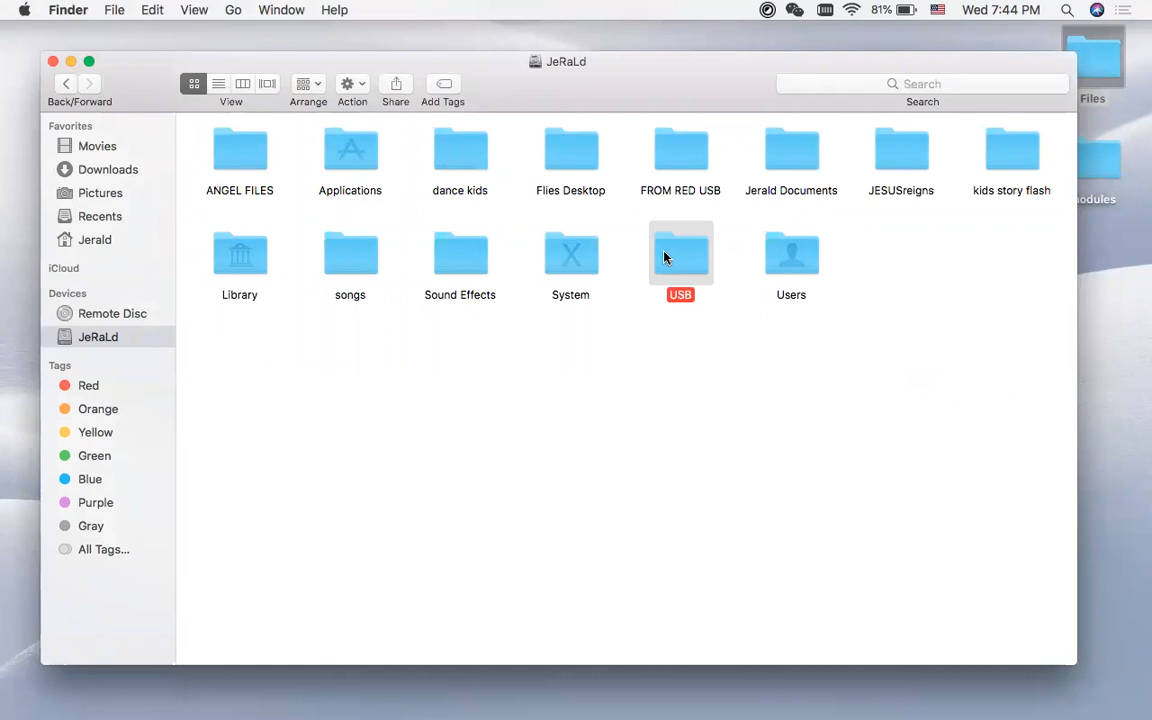 Finder File Edit View Go Window Help 81% Wed 7:44 PM
JeRaLd
Search
Back/Forward View Arrange Action Share Add Tags Search
Files
modules
Favorites
Movies
Downloads
Pictures
Recents
Jerald
iCloud
Devices
Remote Disc
JeRaLd
Tags
Red
Orange
Yellow
Green
Blue
Purple
Gray
All Tags...
ANGEL FILES Applications dance kids Flies Desktop FROM RED USB Jerald Documents JESUSreigns kids story flash
Library songs Sound Effects System USB Users